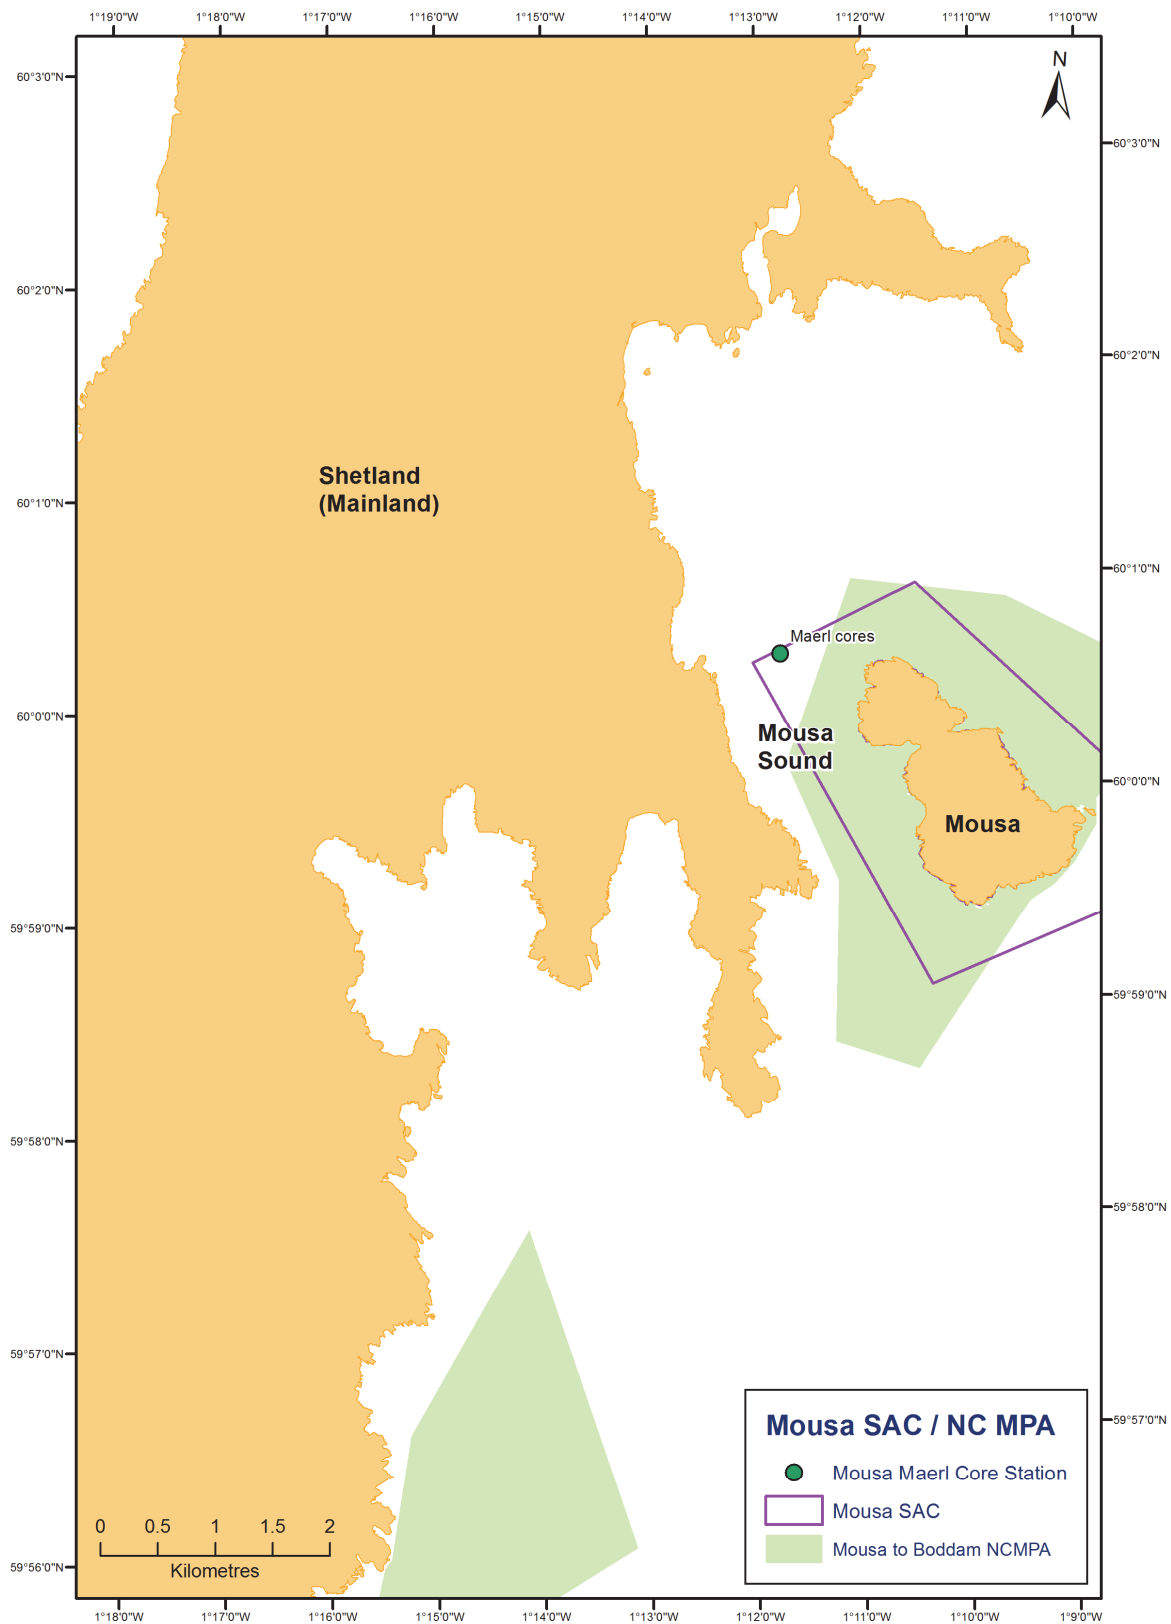 1°19'0"W 1°18'0"W 1°17'0"W 1°16'0"W 1°15'0"W 1°14'0"W 1°13'0"W 1°12'0"W 1°11'0"W 1°10'0"W
N
60°3'0"N
60°3'0"N
60°2'0"N
60°2'0"N
Shetland
(Mainland)
60°1'0"N
60°1'0"N
Maerl cores
60°0'0"N
Mousa
Sound
60°0'0"N
Mousa
59°59'0"N
59°59'0"N
59°58'0"N
59°58'0"N
59°57'0"N
59°57'0"N
Mousa SAC / NC MPA
Mousa Maerl Core Station
Mousa SAC
Mousa to Boddam NCMPA
0 0.5 1 1.5 2
Kilometres
59°56'0"N
1°18'0"W 1°17'0"W 1°16'0"W 1°15'0"W 1°14'0"W 1°13'0"W 1°12'0"W 1°11'0"W 1°10'0"W 1°9'0"W